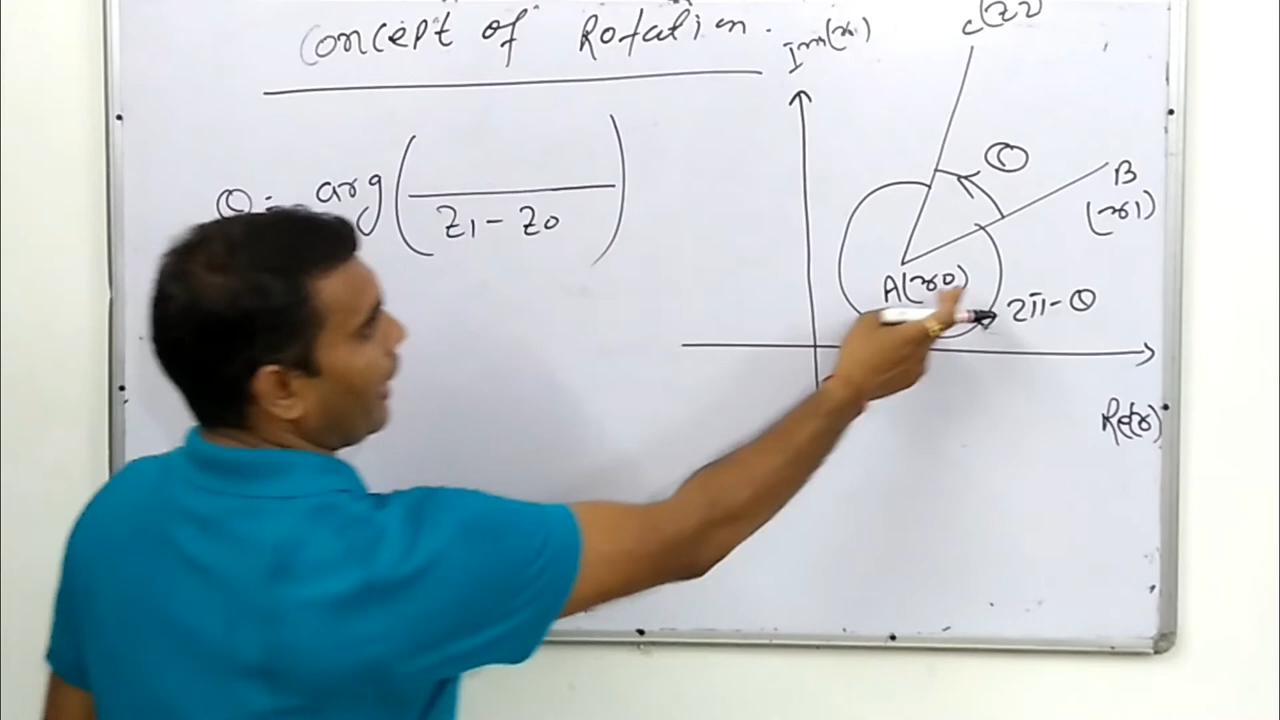 Concept of Rotation.
θ = arg( / z1 - z0 )
Im(z)
C(z2)
θ
B
(z1)
A(z0)
2π-θ
Re(z)